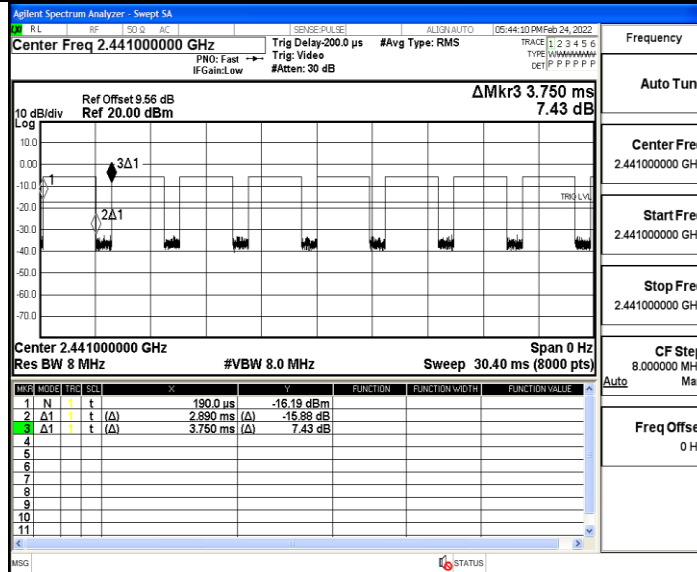 Agilent Spectrum Analyzer - Swept SA
RL RF 50 Ω AC SENSE:PULSE ALIGNAUTO 05:44:10 PM Feb 24, 2022
Center Freq 2.441000000 GHz
PNO: Fast
IFGain:Low
Trig Delay-200.0 µs
Trig: Video
#Atten: 30 dB
#Avg Type: RMS
TRACE 1 2 3 4 5 6
TYPE WWWWWW
DET P P P P P P
Frequency
Auto Tun
Ref Offset 9.56 dB
10 dB/div Ref 20.00 dBm
Log
ΔMkr3 3.750 ms
7.43 dB
10.0
0.00
-10.0
-20.0
-30.0
-40.0
-50.0
-60.0
-70.0
1
3Δ1
2Δ1
TRIG LVL
Center Fre
2.441000000 GH
Start Fre
2.441000000 GH
Stop Fre
2.441000000 GH
CF Ste
8.000000 MH
Auto Ma
Freq Offse
0 H
Center 2.441000000 GHz Span 0 Hz
Res BW 8 MHz #VBW 8.0 MHz Sweep 30.40 ms (8000 pts)
MKR MODE TRC SCL X Y FUNCTION FUNCTION WIDTH FUNCTION VALUE
1 N 1 t 190.0 µs -16.19 dBm
2 Δ1 1 t (Δ) 2.890 ms (Δ) -15.88 dB
3 Δ1 1 t (Δ) 3.750 ms (Δ) 7.43 dB
4
5
6
7
8
9
10
11
MSG STATUS